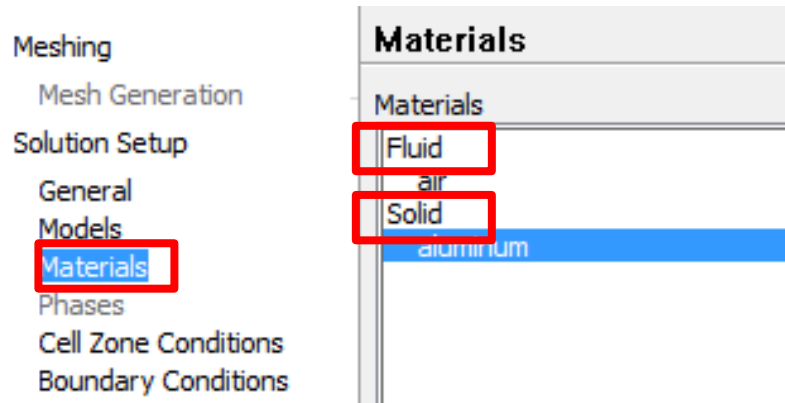 Meshing
Mesh Generation
Solution Setup
General
Models
Materials
Phases
Cell Zone Conditions
Boundary Conditions
Materials
Materials
Fluid
air
Solid
aluminum